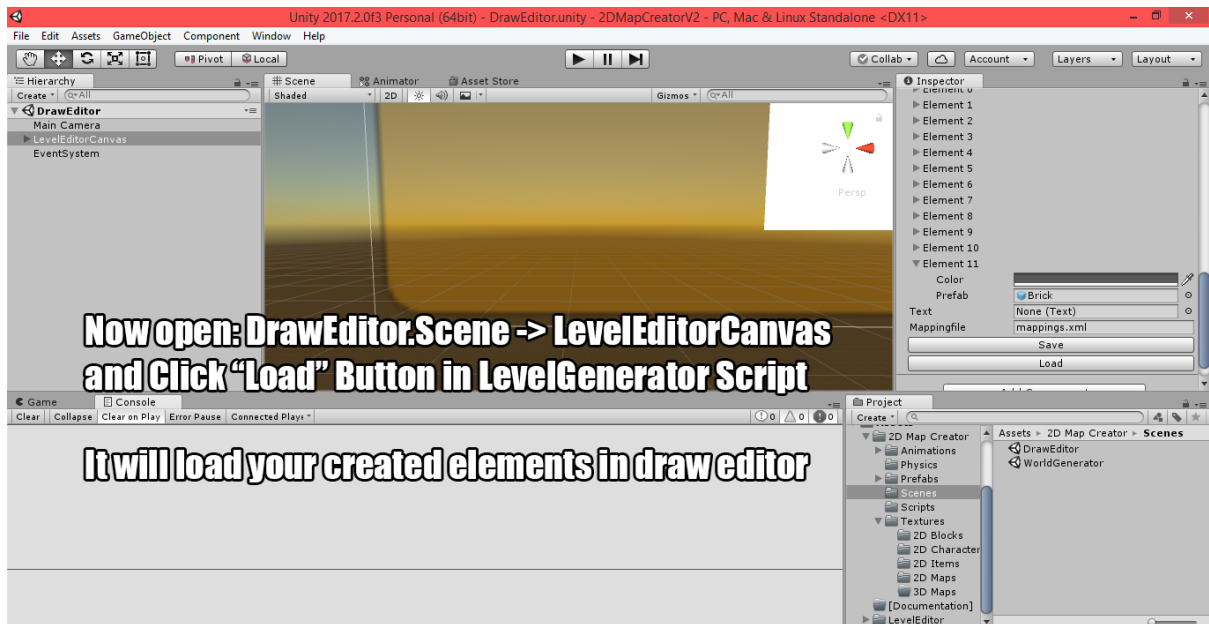 Unity 2017.2.0f3 Personal (64bit) - DrawEditor.unity - 2DMapCreatorV2 - PC, Mac & Linux Standalone <DX11>
File Edit Assets GameObject Component Window Help
Pivot Local Collab Account Layers Layout
Hierarchy
Create All
DrawEditor
Main Camera
LevelEditorCanvas
EventSystem
Scene Animator Asset Store
Shaded 2D Gizmos All
Persp
Inspector
Element 0
Element 1
Element 2
Element 3
Element 4
Element 5
Element 6
Element 7
Element 8
Element 9
Element 10
Element 11
Color
Prefab Brick
Text None (Text)
Mappingfile mappings.xml
Save
Load
Now open: DrawEditor.Scene -> LevelEditorCanvas
and Click “Load” Button in LevelGenerator Script
Game Console
Clear Collapse Clear on Play Error Pause Connected Playe 0 0 0
It will load your created elements in draw editor
Project
Create
Assets
2D Map Creator
Animations
Physics
Prefabs
Scenes
Scripts
Textures
2D Blocks
2D Character
2D Items
2D Maps
3D Maps
[Documentation]
LevelEditor
Assets 2D Map Creator Scenes
DrawEditor
WorldGenerator